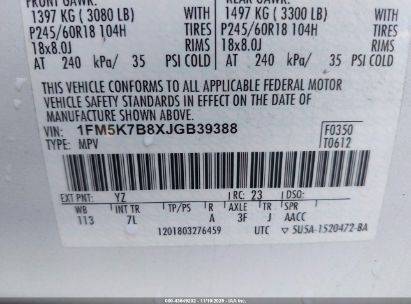 FRONT GAWR: REAR GAWR:
1397 KG ( 3080 LB) WITH 1497 KG ( 3300 LB) WITH
P245/60R18 104H TIRES P245/60R18 104H TIRES
18x8.0J RIMS 18x8.0J RIMS
AT 240 kPa/ 35 PSI COLD AT 240 kPa/ 35 PSI COLD
THIS VEHICLE CONFORMS TO ALL APPLICABLE FEDERAL MOTOR
VEHICLE SAFETY STANDARDS IN EFFECT ON THE DATE OF
MANUFACTURE SHOWN ABOVE.
VIN: 1FM5K7B8XJGB39388 F0350
TYPE: MPV T0612
EXT PNT: YZ RC: 23 DSO:
WB INT TR TP/PS R AXLE TR SPR
113 7L A 3F J AACC
1201803276459 UTC SU5A-1520472-BA